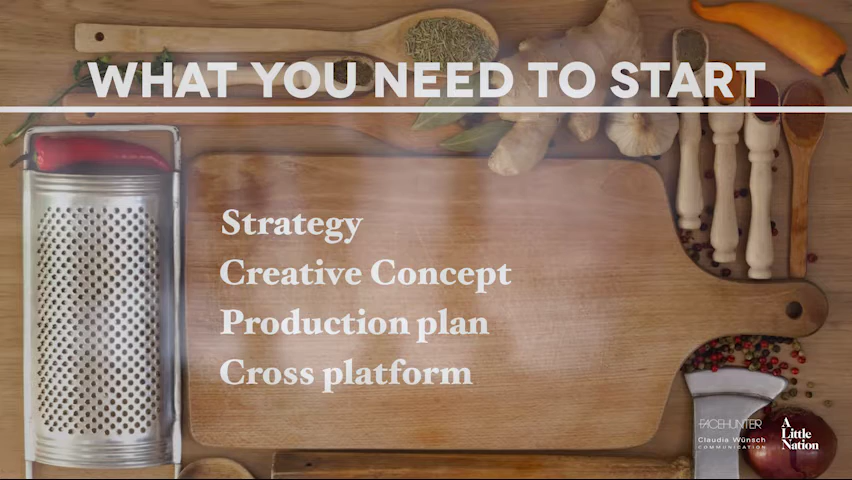 WHAT YOU NEED TO START
Strategy
Creative Concept
Production plan
Cross platform
FACEHUNTER
Claudia Wünsch
COMMUNICATION
A
Little
Nation